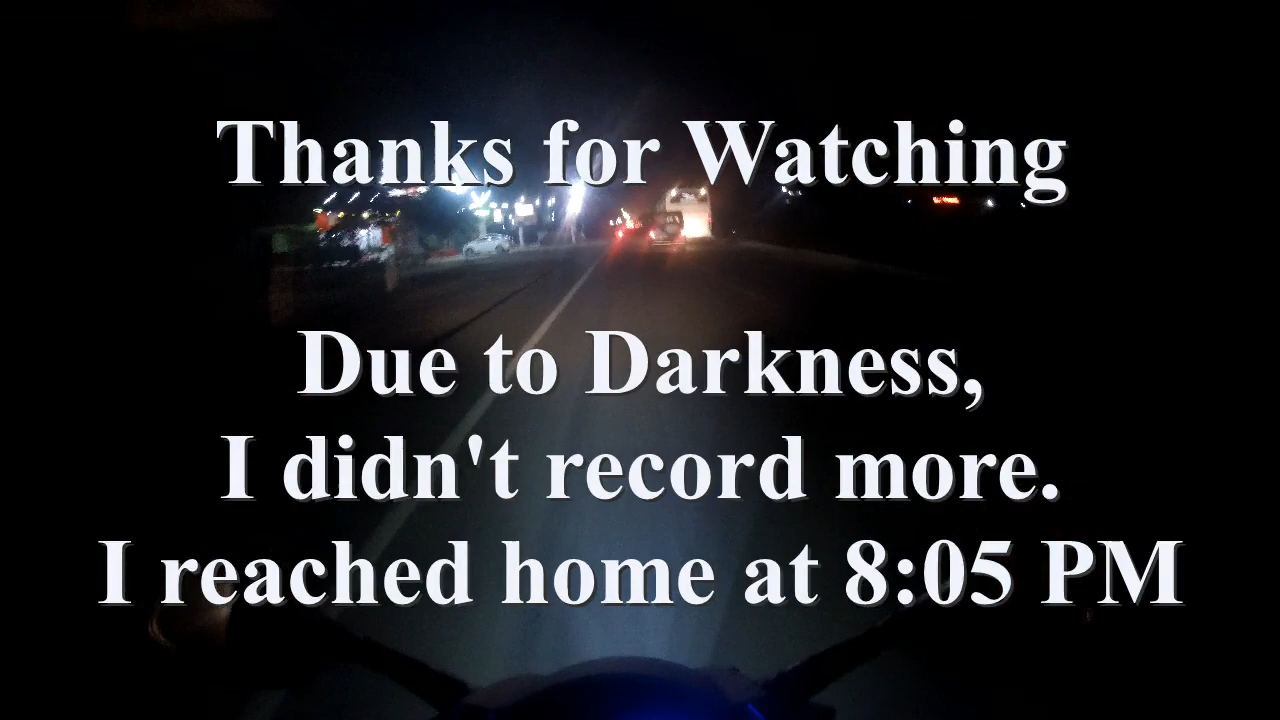 Thanks for Watching
Due to Darkness,
I didn't record more.
I reached home at 8:05 PM